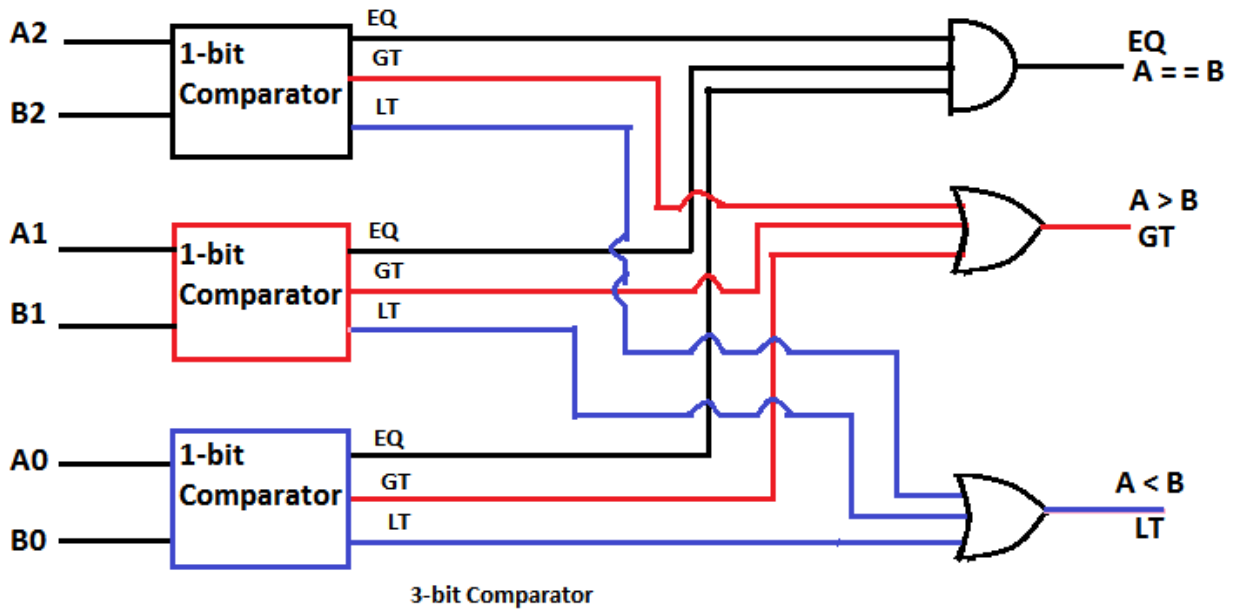 A2
B2
1-bit
Comparator
EQ
GT
LT
EQ
A = = B
A1
B1
1-bit
Comparator
EQ
GT
LT
A > B
GT
A0
B0
1-bit
Comparator
EQ
GT
LT
A < B
LT
3-bit Comparator